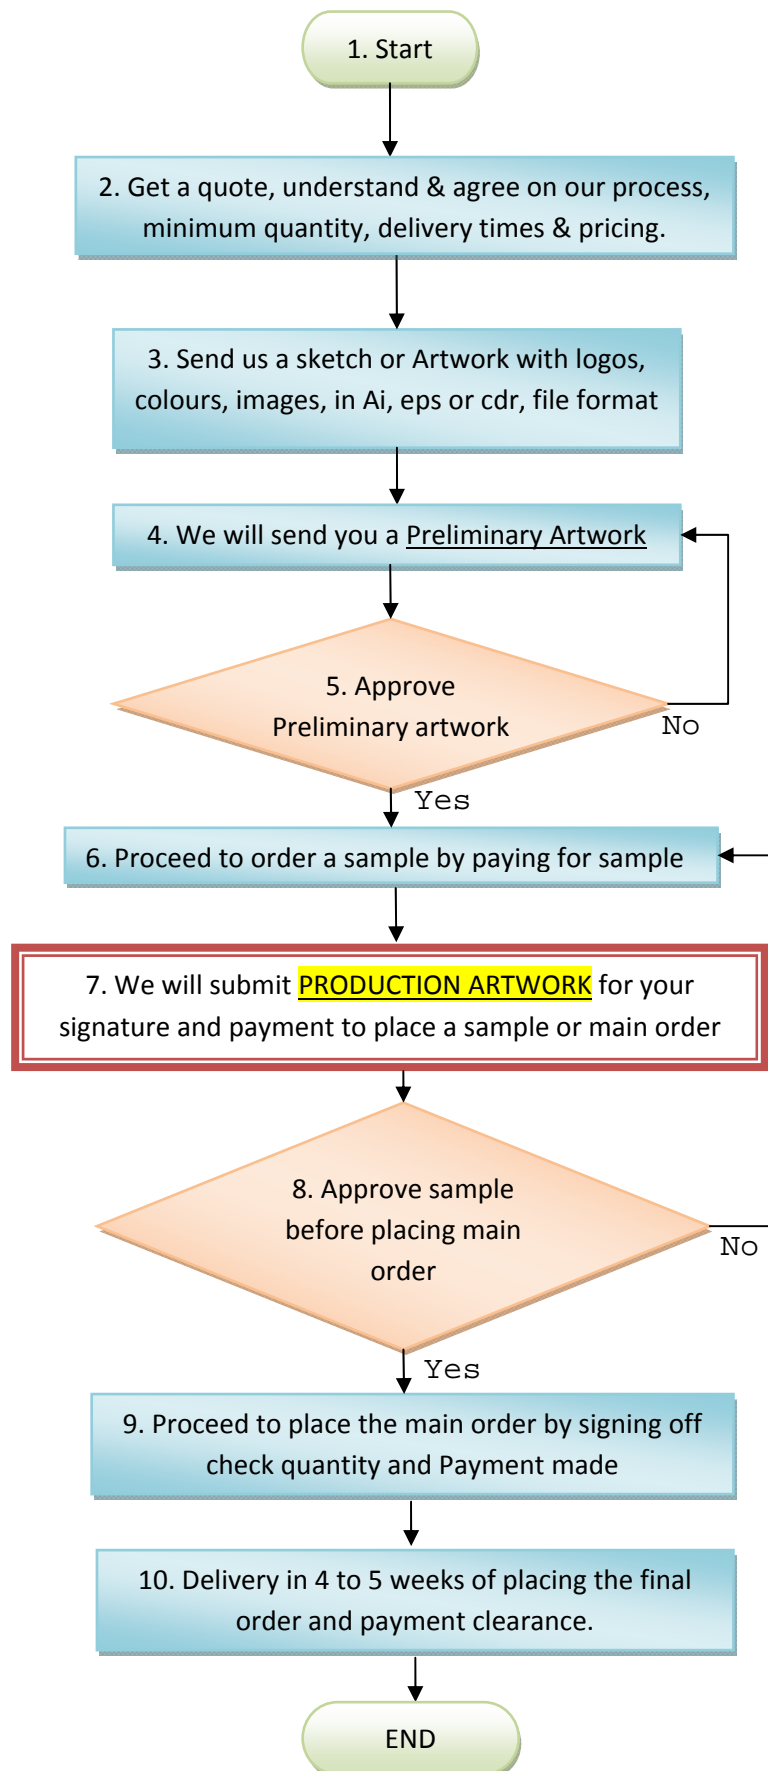 1. Start
2. Get a quote, understand & agree on our process,
minimum quantity, delivery times & pricing.
3. Send us a sketch or Artwork with logos,
colours, images, in Ai, eps or cdr, file format
4. We will send you a Preliminary Artwork
5. Approve
Preliminary artwork
No
Yes
6. Proceed to order a sample by paying for sample
7. We will submit PRODUCTION ARTWORK for your
signature and payment to place a sample or main order
8. Approve sample
before placing main
order
No
Yes
9. Proceed to place the main order by signing off
check quantity and Payment made
10. Delivery in 4 to 5 weeks of placing the final
order and payment clearance.
END